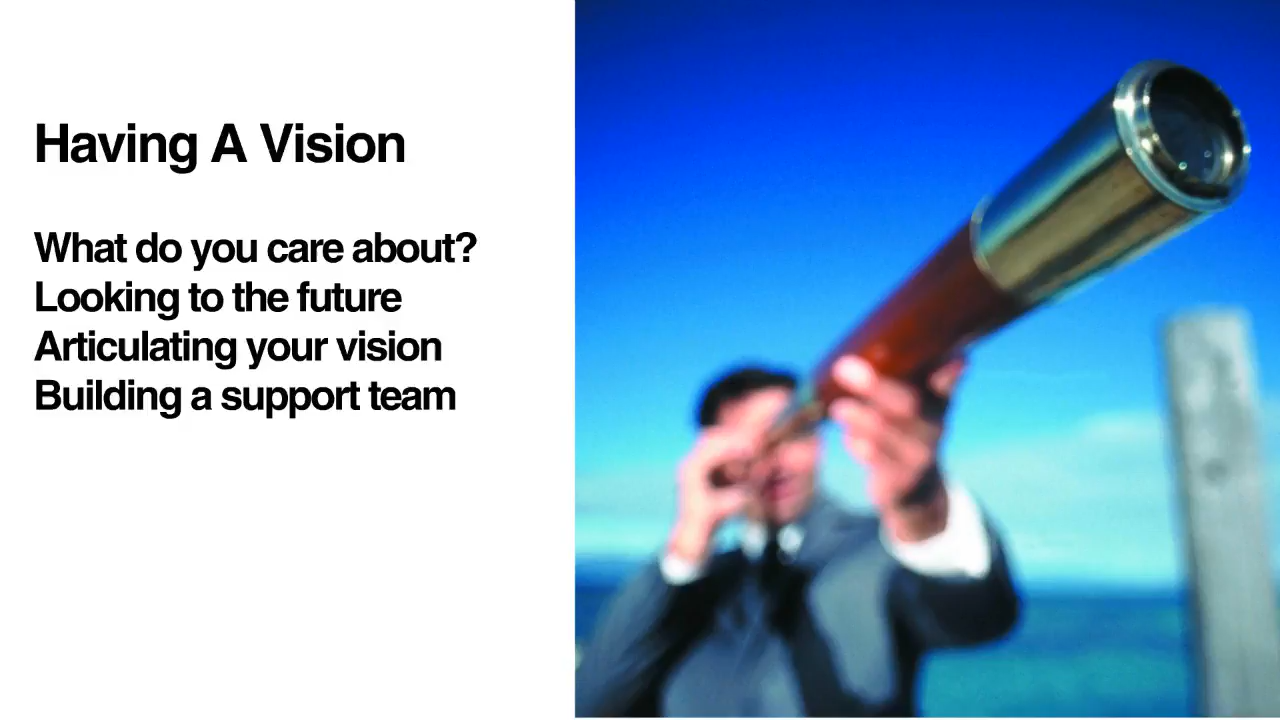 Having A Vision
What do you care about?
Looking to the future
Articulating your vision
Building a support team